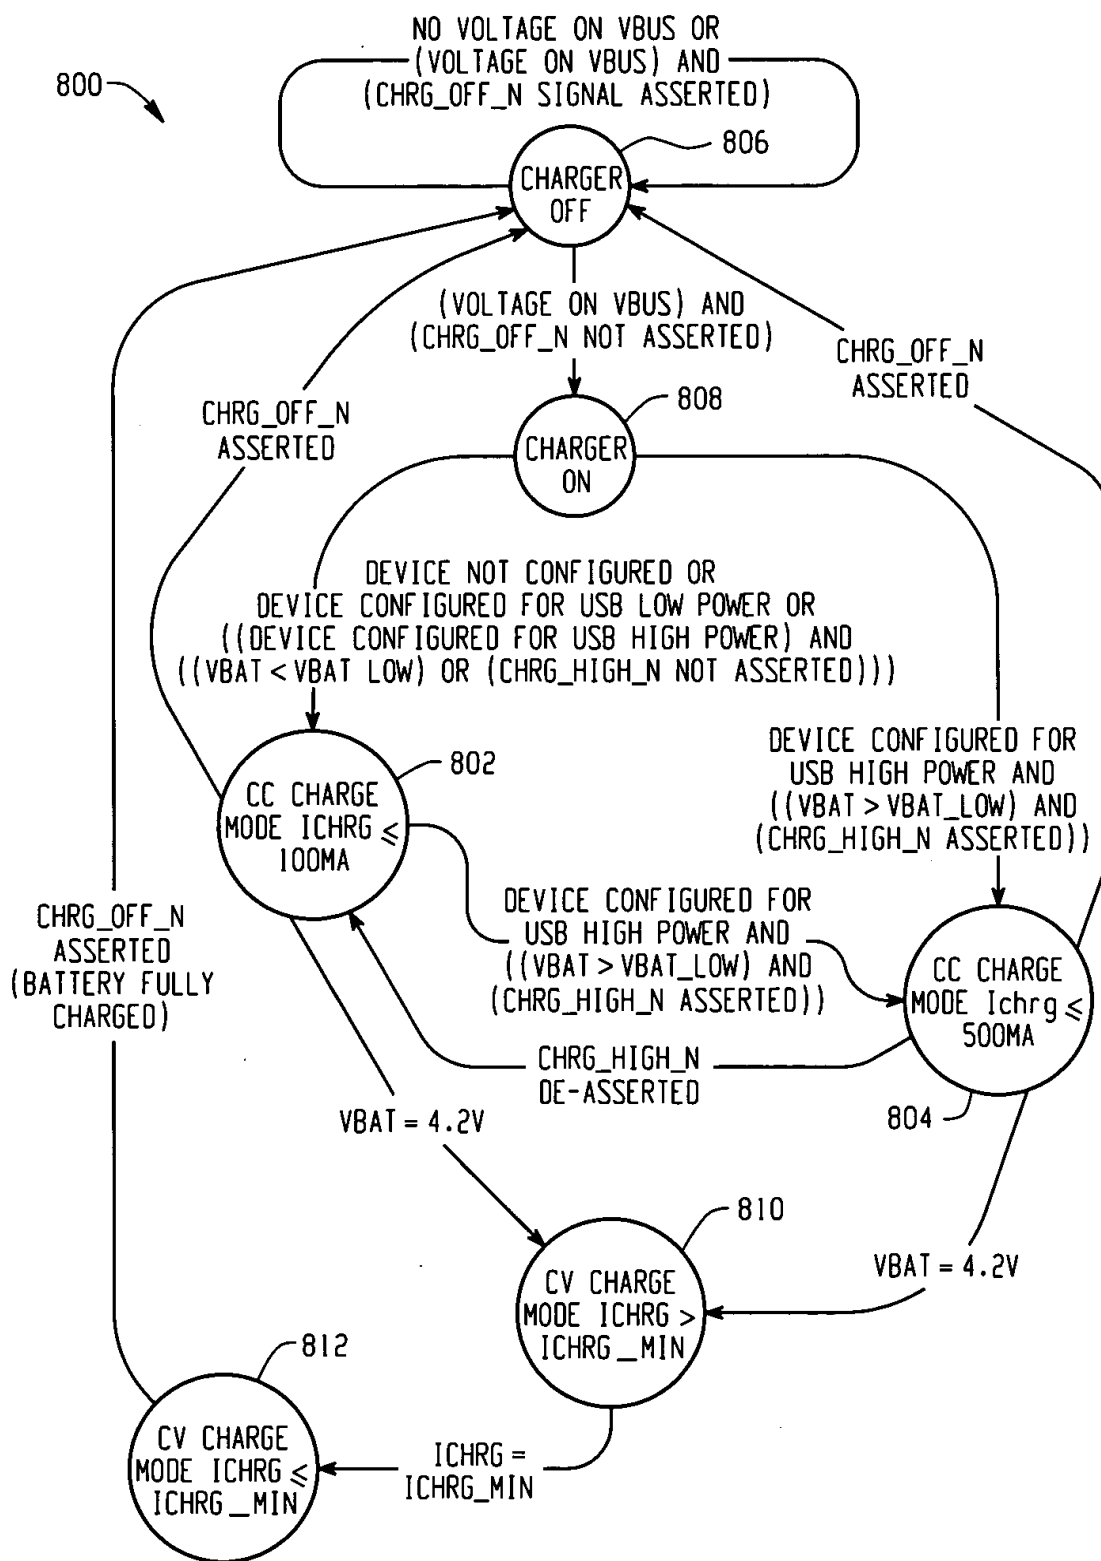 NO VOLTAGE ON VBUS OR
(VOLTAGE ON VBUS) AND
(CHRG_OFF_N SIGNAL ASSERTED)
800
806
CHARGER
OFF
(VOLTAGE ON VBUS) AND
(CHRG_OFF_N NOT ASSERTED)
CHRG_OFF_N
ASSERTED
808
CHRG_OFF_N
ASSERTED
CHARGER
ON
DEVICE NOT CONFIGURED OR
DEVICE CONFIGURED FOR USB LOW POWER OR
((DEVICE CONFIGURED FOR USB HIGH POWER) AND
((VBAT < VBAT LOW) OR (CHRG_HIGH_N NOT ASSERTED)))
DEVICE CONFIGURED FOR
USB HIGH POWER AND
((VBAT > VBAT_LOW) AND
(CHRG_HIGH_N ASSERTED))
802
CC CHARGE
MODE ICHRG ≤
100MA
DEVICE CONFIGURED FOR
USB HIGH POWER AND
((VBAT > VBAT_LOW) AND
(CHRG_HIGH_N ASSERTED))
CHRG_OFF_N
ASSERTED
(BATTERY FULLY
CHARGED)
CC CHARGE
MODE Ichrg ≤
500MA
CHRG_HIGH_N
DE-ASSERTED
804
VBAT = 4.2V
810
VBAT = 4.2V
CV CHARGE
MODE ICHRG >
ICHRG_MIN
812
CV CHARGE
MODE ICHRG ≤
ICHRG_MIN
ICHRG =
ICHRG_MIN